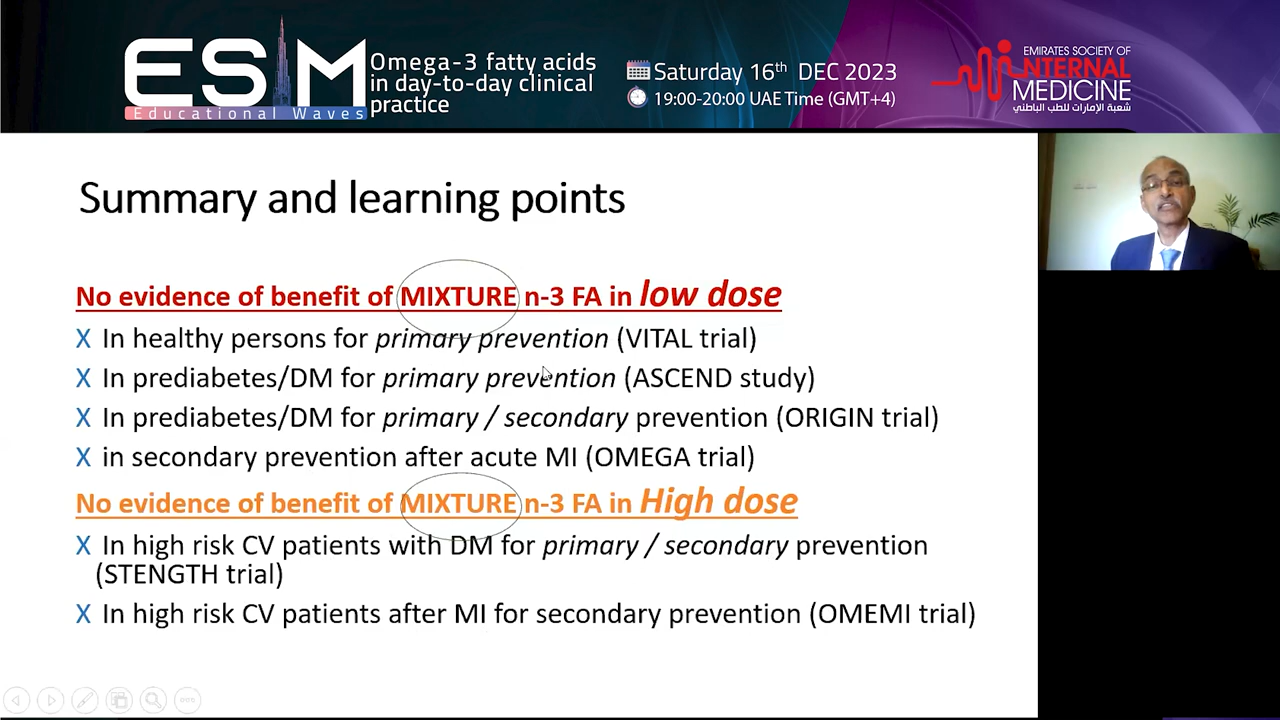 ESM
Educational Waves
Omega-3 fatty acids
in day-to-day clinical
practice
Saturday 16th DEC 2023
19:00-20:00 UAE Time (GMT+4)
EMIRATES SOCIETY OF
INTERNAL
MEDICINE
شعبة الإمارات للطب الباطني
Summary and learning points
No evidence of benefit of MIXTURE n-3 FA in low dose
X In healthy persons for primary prevention (VITAL trial)
X In prediabetes/DM for primary prevention (ASCEND study)
X In prediabetes/DM for primary / secondary prevention (ORIGIN trial)
X in secondary prevention after acute MI (OMEGA trial)
No evidence of benefit of MIXTURE n-3 FA in High dose
X In high risk CV patients with DM for primary / secondary prevention
(STENGTH trial)
X In high risk CV patients after MI for secondary prevention (OMEMI trial)